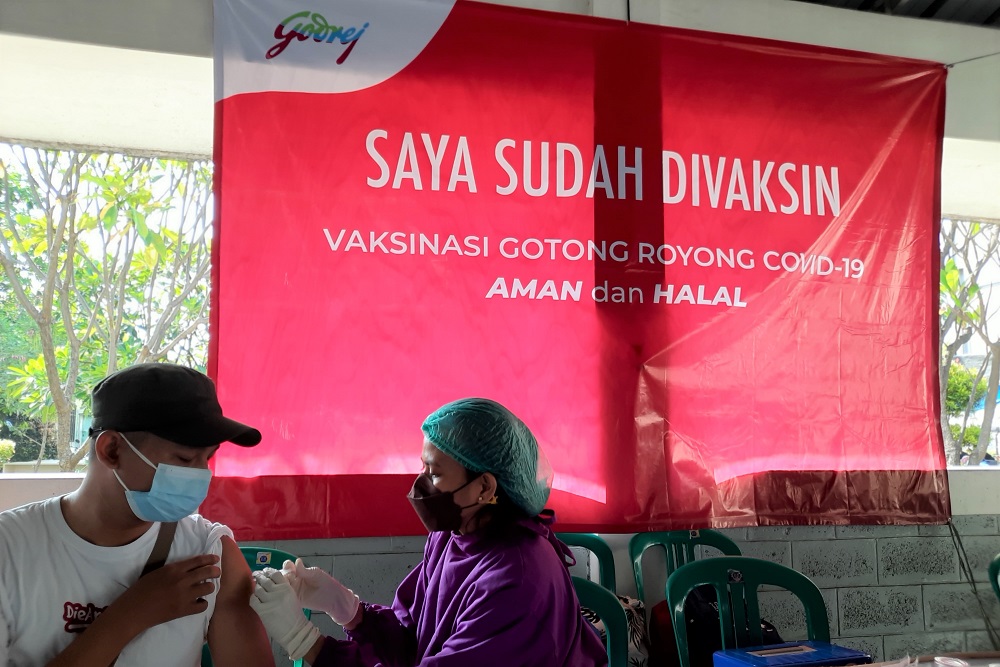 Godrej
SAYA SUDAH DIVAKSIN
VAKSINASI GOTONG ROYONG COVID-19
AMAN dan HALAL